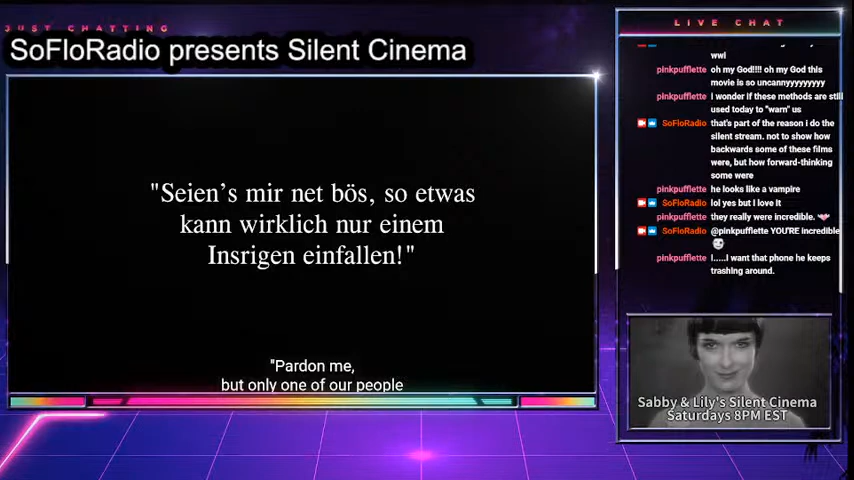 JUST CHATTING
SoFloRadio presents Silent Cinema
"Seien's mir net bös, so etwas
kann wirklich nur einem
Insrigen einfallen!"
"Pardon me,
but only one of our people
LIVE CHAT
wwi
pinkpufflette oh my God!!!! oh my God this
movie is so uncannyyyyyyyy
pinkpufflette i wonder if these methods are still
used today to "warn" us
SoFloRadio that's part of the reason i do the
silent stream. not to show how
backwards some of these films
were, but how forward-thinking
some were
pinkpufflette he looks like a vampire
SoFloRadio lol yes but I love it
pinkpufflette they really were incredible.
SoFloRadio @pinkpufflette YOU'RE incredible
pinkpufflette I.....I want that phone he keeps
trashing around.
Sabby & Lily's Silent Cinema
Saturdays 8PM EST